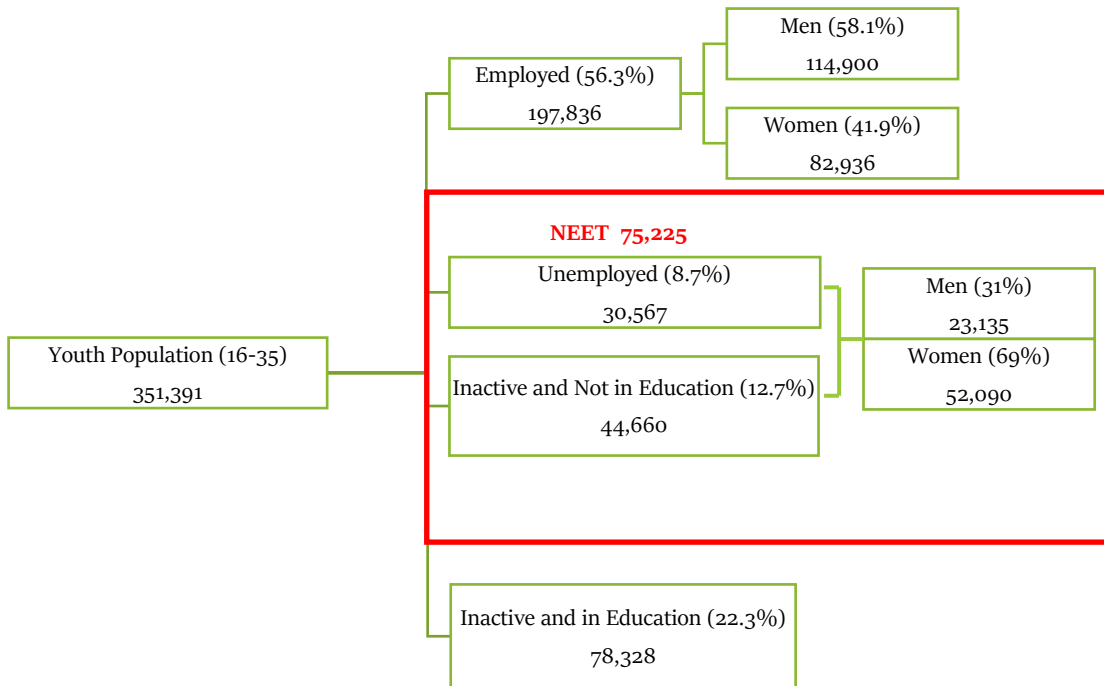 Men (58.1%)
114,900
Employed (56.3%)
197,836
Women (41.9%)
82,936
NEET 75,225
Unemployed (8.7%)
30,567
Men (31%)
23,135
Youth Population (16-35)
351,391
Women (69%)
52,090
Inactive and Not in Education (12.7%)
44,660
Inactive and in Education (22.3%)
78,328